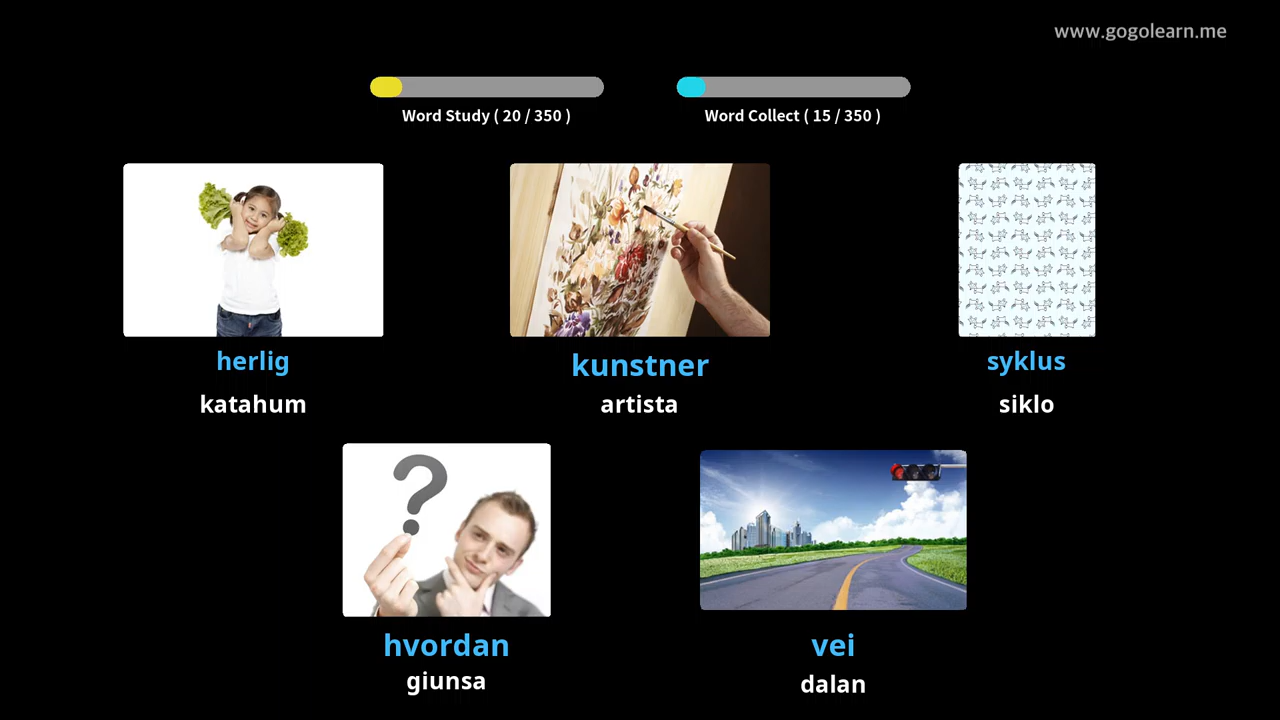 www.gogolearn.me
Word Study ( 20 / 350 )
Word Collect ( 15 / 350 )
herlig
kunstner
syklus
katahum
artista
siklo
?
hvordan
vei
giunsa
dalan